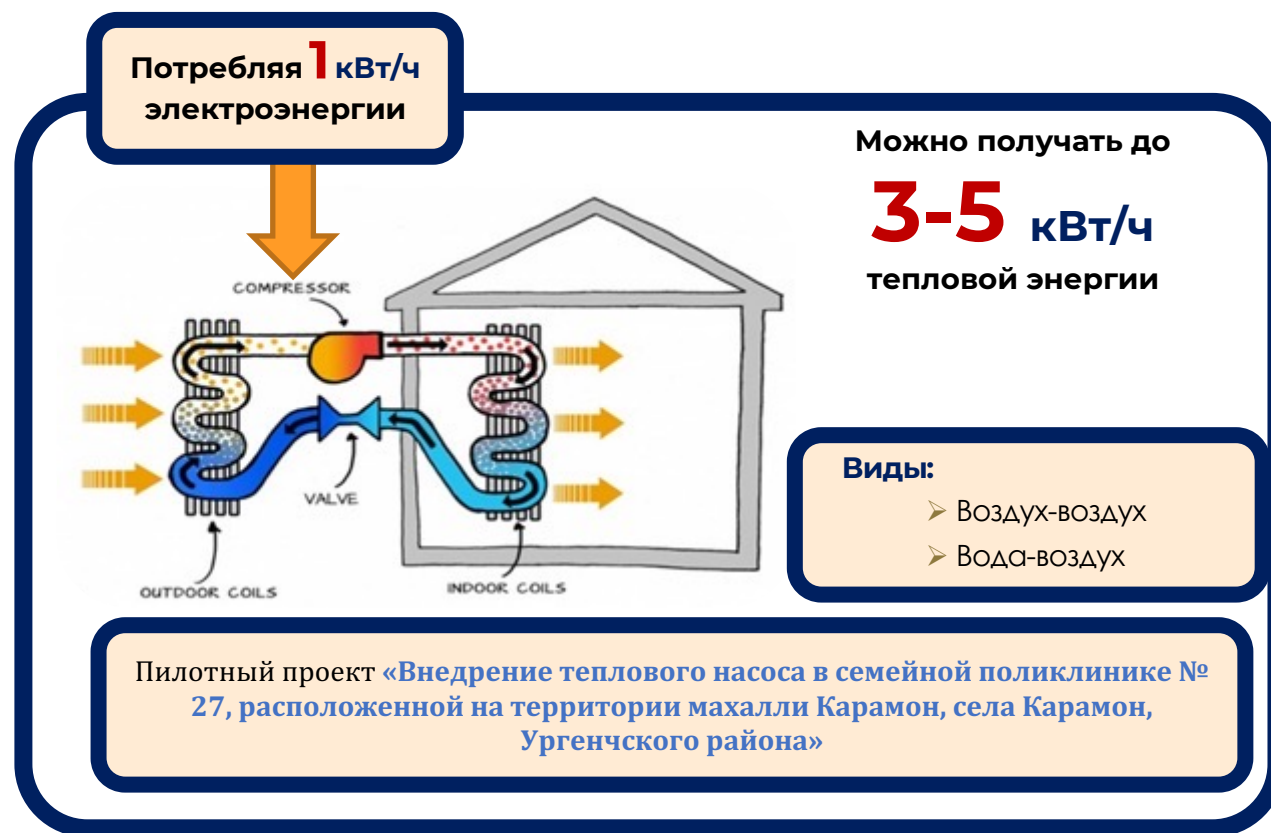 Потребляя 1 кВт/ч
электроэнергии
Можно получать до
3-5 кВт/ч
тепловой энергии
COMPRESSOR
VALVE
OUTDOOR COILS
INDOOR COILS
Виды:
➢ Воздух-воздух
➢ Вода-воздух
Пилотный проект «Внедрение теплового насоса в семейной поликлинике №
27, расположенной на территории махалли Карамон, села Карамон,
Ургенчского района»